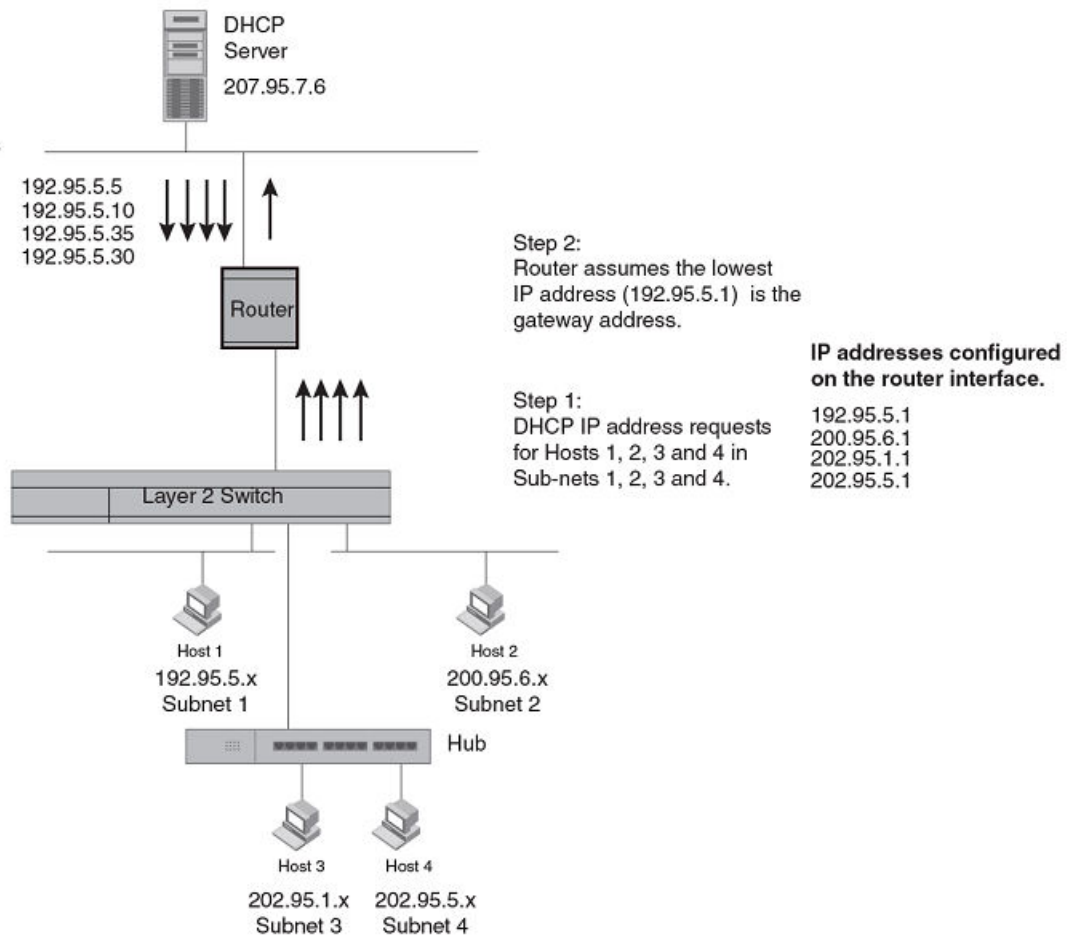 DHCP
Server
207.95.7.6
192.95.5.5
192.95.5.10
192.95.5.35
192.95.5.30
Router
Step 2:
Router assumes the lowest
IP address (192.95.5.1) is the
gateway address.
IP addresses configured
on the router interface.
192.95.5.1
200.95.6.1
202.95.1.1
202.95.5.1
Step 1:
DHCP IP address requests
for Hosts 1, 2, 3 and 4 in
Sub-nets 1, 2, 3 and 4.
Layer 2 Switch
Host 1
192.95.5.x
Subnet 1
Host 2
200.95.6.x
Subnet 2
Hub
Host 3
202.95.1.x
Subnet 3
Host 4
202.95.5.x
Subnet 4